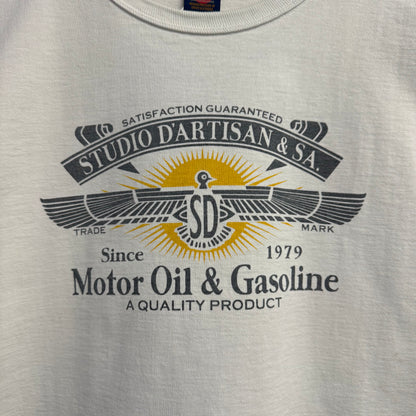 SATISFACTION GUARANTEED
STUDIO D'ARTISAN & SA.
SD
TRADE MARK
Since 1979
Motor Oil & Gasoline
A QUALITY PRODUCT